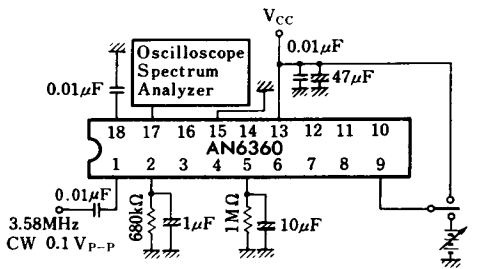 V_CC
Oscilloscope
Spectrum
Analyzer
0.01μF
0.01μF
47μF
18 17 16 15 14 13 12 11 10
AN6360
1 2 3 4 5 6 7 8 9
0.01μF
3.58MHz
CW 0.1 V_P-P
680kΩ
1μF
1MΩ
10μF